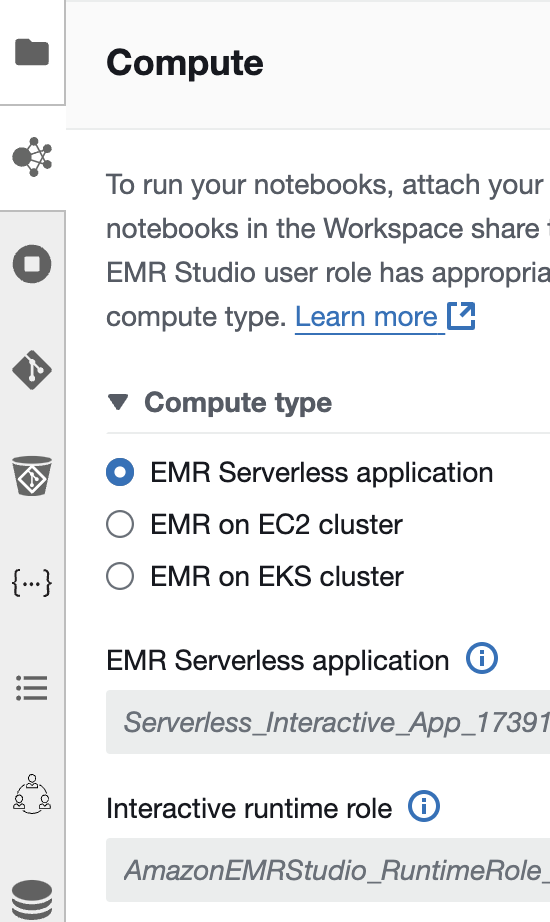 Compute
To run your notebooks, attach your
notebooks in the Workspace share
EMR Studio user role has appropria
compute type. Learn more
Compute type
EMR Serverless application
EMR on EC2 cluster
EMR on EKS cluster
EMR Serverless application
Serverless_Interactive_App_17391
Interactive runtime role
AmazonEMRStudio_RuntimeRole_
{...}